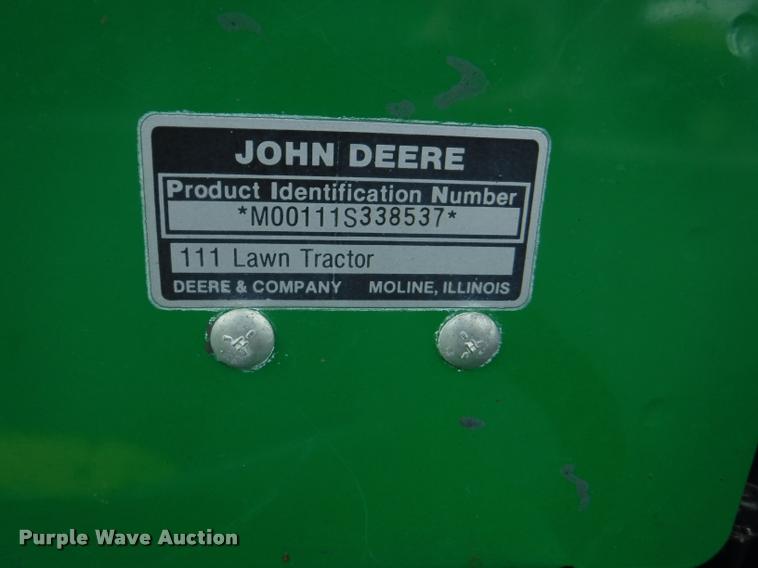 JOHN DEERE
Product Identification Number
*M00111S338537*
111 Lawn Tractor
DEERE & COMPANY MOLINE, ILLINOIS
Purple Wave Auction